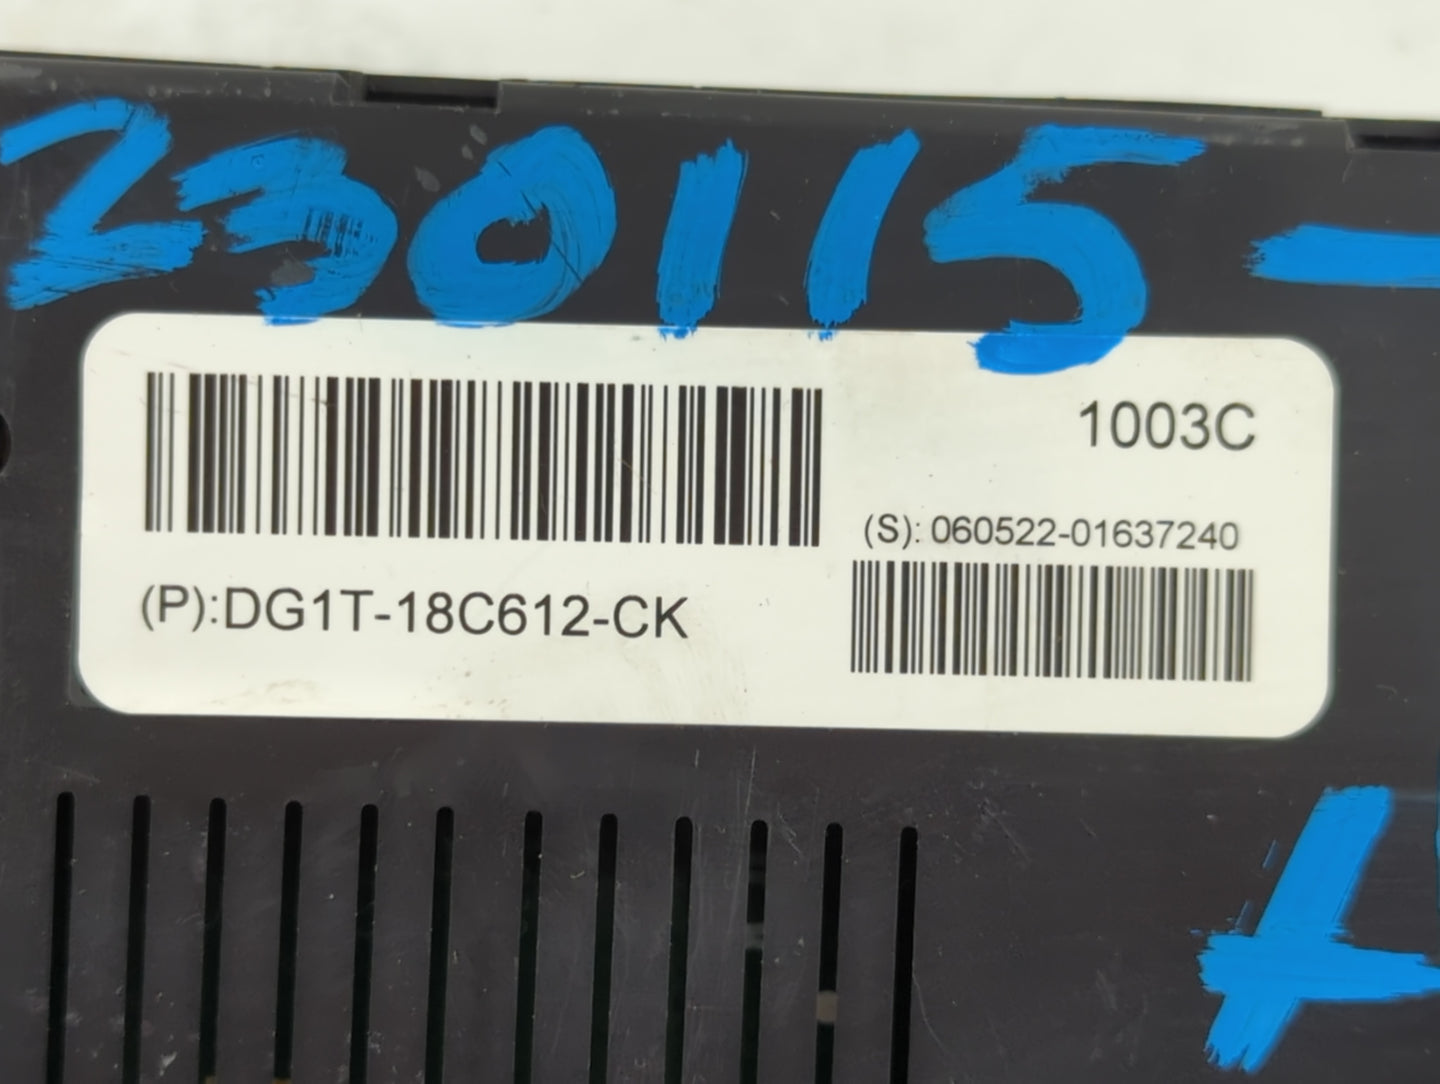 230115-
1003C
(S): 060522-01637240
(P):DG1T-18C612-CK